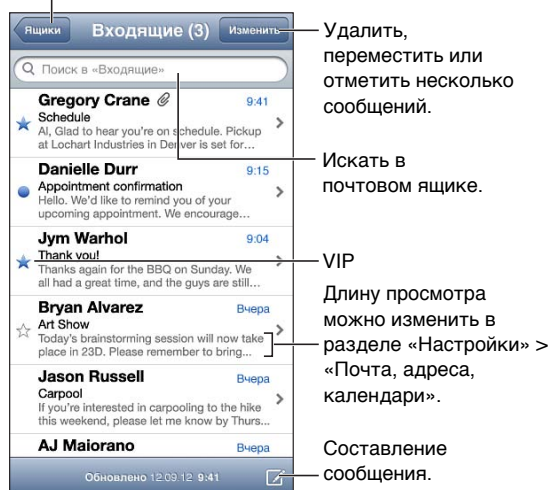 Ящики
Входящие (3)
Изменить
Поиск в «Входящие»
Gregory Crane
9:41
Schedule
Al, Glad to hear you're on schedule. Pickup
at Lochart Industries in Denver is set for...
Danielle Durr
9:15
Appointment confirmation
Hello. We'd like to remind you of your
upcoming appointment. We encourage...
Jym Warhol
9:04
Thank you!
Thanks again for the BBQ on Sunday. We
all had a great time, and the guys are still...
Bryan Alvarez
Вчера
Art Show
Today's brainstorming session will now take
place in 23D. Please remember to bring...
Jason Russell
Вчера
Carpool
If you're interested in carpooling to the hike
this weekend, please let me know by Thurs...
AJ Maiorano
Вчера
Обновлено 12.09.12 9:41
Удалить,
переместить или
отметить несколько
сообщений.
Искать в
почтовом ящике.
VIP
Длину просмотра
можно изменить в
разделе «Настройки» >
«Почта, адреса,
календари».
Составление
сообщения.